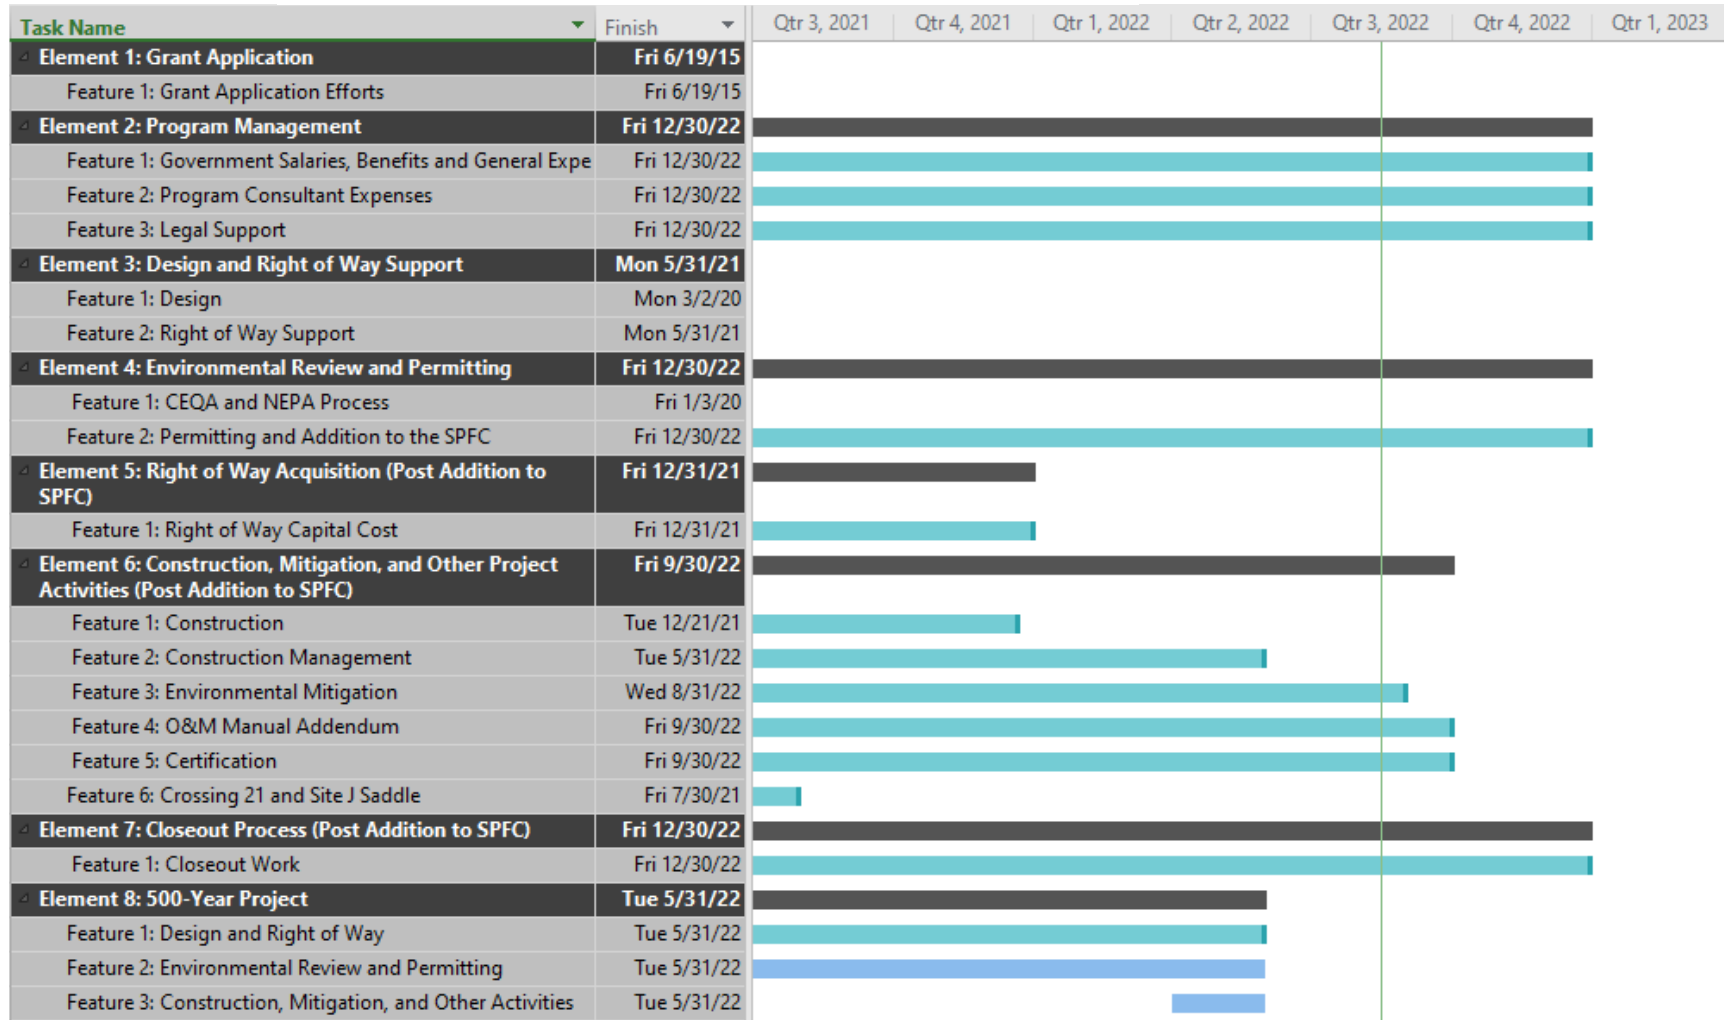 Task Name Finish Qtr 3, 2021 Qtr 4, 2021 Qtr 1, 2022 Qtr 2, 2022 Qtr 3, 2022 Qtr 4, 2022 Qtr 1, 2023
Element 1: Grant Application Fri 6/19/15
Feature 1: Grant Application Efforts Fri 6/19/15
Element 2: Program Management Fri 12/30/22
Feature 1: Government Salaries, Benefits and General Expe Fri 12/30/22
Feature 2: Program Consultant Expenses Fri 12/30/22
Feature 3: Legal Support Fri 12/30/22
Element 3: Design and Right of Way Support Mon 5/31/21
Feature 1: Design Mon 3/2/20
Feature 2: Right of Way Support Mon 5/31/21
Element 4: Environmental Review and Permitting Fri 12/30/22
Feature 1: CEQA and NEPA Process Fri 1/3/20
Feature 2: Permitting and Addition to the SPFC Fri 12/30/22
Element 5: Right of Way Acquisition (Post Addition to Fri 12/31/21
SPFC)
Feature 1: Right of Way Capital Cost Fri 12/31/21
Element 6: Construction, Mitigation, and Other Project Fri 9/30/22
Activities (Post Addition to SPFC)
Feature 1: Construction Tue 12/21/21
Feature 2: Construction Management Tue 5/31/22
Feature 3: Environmental Mitigation Wed 8/31/22
Feature 4: O&M Manual Addendum Fri 9/30/22
Feature 5: Certification Fri 9/30/22
Feature 6: Crossing 21 and Site J Saddle Fri 7/30/21
Element 7: Closeout Process (Post Addition to SPFC) Fri 12/30/22
Feature 1: Closeout Work Fri 12/30/22
Element 8: 500-Year Project Tue 5/31/22
Feature 1: Design and Right of Way Tue 5/31/22
Feature 2: Environmental Review and Permitting Tue 5/31/22
Feature 3: Construction, Mitigation, and Other Activities Tue 5/31/22